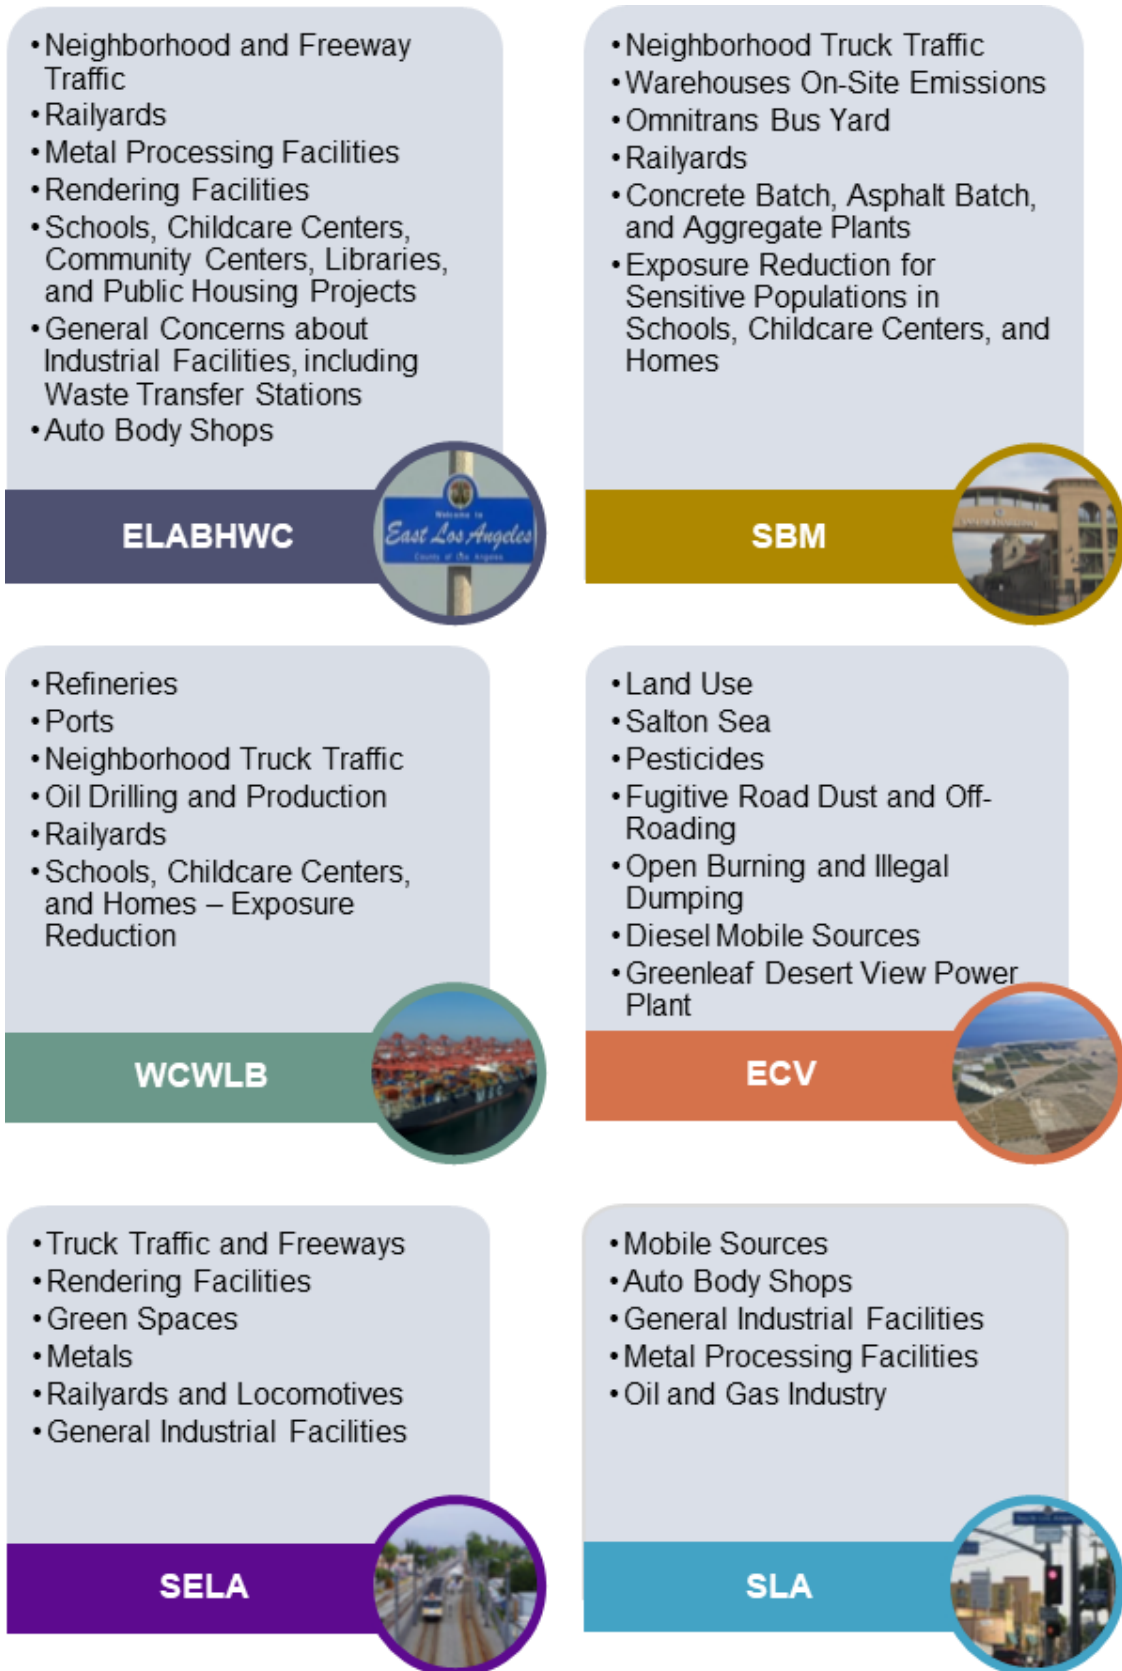 •Neighborhood and Freeway
Traffic
•Railyards
•Metal Processing Facilities
•Rendering Facilities
•Schools, Childcare Centers,
Community Centers, Libraries,
and Public Housing Projects
•General Concerns about
Industrial Facilities, including
Waste Transfer Stations
•Auto Body Shops
ELABHWC
Welcome to
East Los Angeles
County of Los Angeles
•Neighborhood Truck Traffic
•Warehouses On-Site Emissions
•Omnitrans Bus Yard
•Railyards
•Concrete Batch, Asphalt Batch,
and Aggregate Plants
•Exposure Reduction for
Sensitive Populations in
Schools, Childcare Centers, and
Homes
SBM
•Refineries
•Ports
•Neighborhood Truck Traffic
•Oil Drilling and Production
•Railyards
•Schools, Childcare Centers,
and Homes – Exposure
Reduction
WCWLB
•Land Use
•Salton Sea
•Pesticides
•Fugitive Road Dust and Off-
Roading
•Open Burning and Illegal
Dumping
•Diesel Mobile Sources
•Greenleaf Desert View Power
Plant
ECV
•Truck Traffic and Freeways
•Rendering Facilities
•Green Spaces
•Metals
•Railyards and Locomotives
•General Industrial Facilities
SELA
•Mobile Sources
•Auto Body Shops
•General Industrial Facilities
•Metal Processing Facilities
•Oil and Gas Industry
SLA